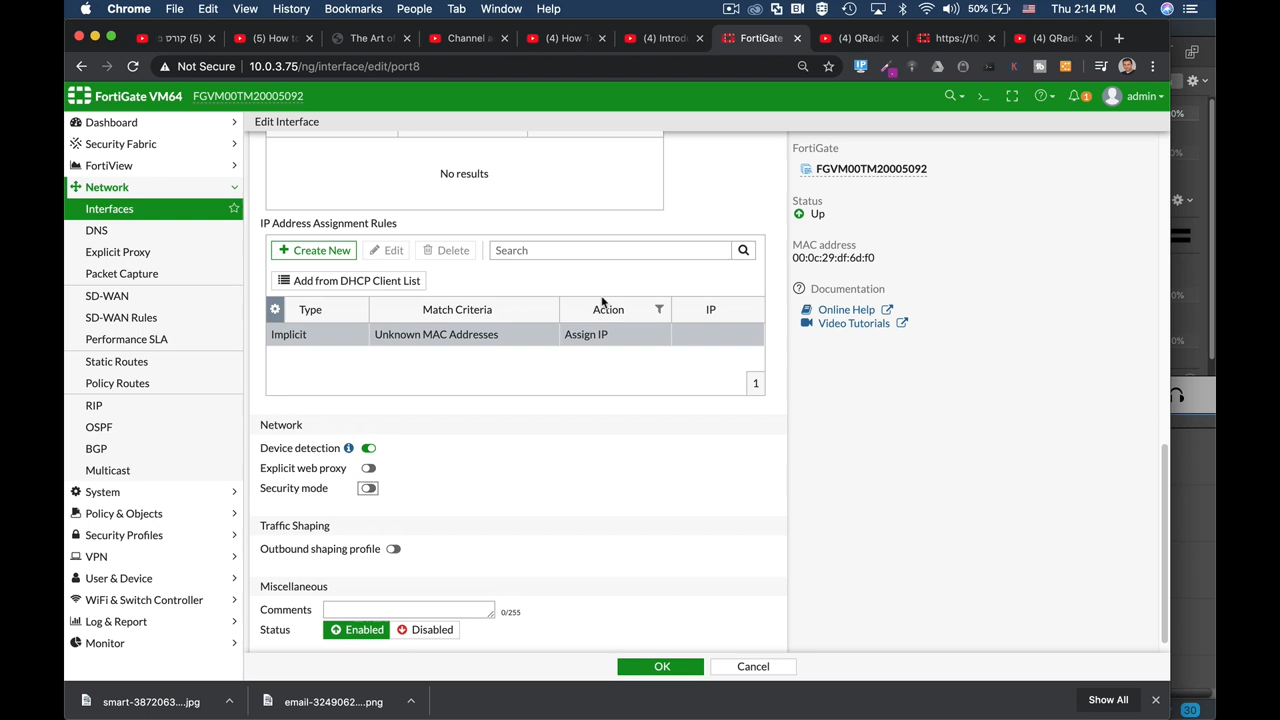 Chrome File Edit View History Bookmarks People Tab Window Help 50% Thu 2:14 PM
קורס מ (5) (5) How to The Art of Channel a (4) How T (4) Introdu FortiGate (4) QRada https://10. (4) QRada
Not Secure 10.0.3.75/ng/interface/edit/port8
FortiGate VM64 FGVM00TM20005092 1 admin
Dashboard
Security Fabric
FortiView
Network
Interfaces
DNS
Explicit Proxy
Packet Capture
SD-WAN
SD-WAN Rules
Performance SLA
Static Routes
Policy Routes
RIP
OSPF
BGP
Multicast
System
Policy & Objects
Security Profiles
VPN
User & Device
WiFi & Switch Controller
Log & Report
Monitor
Edit Interface
No results
IP Address Assignment Rules
Create New Edit Delete Search
Add from DHCP Client List
Type Match Criteria Action IP
Implicit Unknown MAC Addresses Assign IP
1
Network
Device detection
Explicit web proxy
Security mode
Traffic Shaping
Outbound shaping profile
Miscellaneous
Comments 0/255
Status Enabled Disabled
OK Cancel
FortiGate
FGVM00TM20005092
Status
Up
MAC address
00:0c:29:df:6d:f0
Documentation
Online Help
Video Tutorials
smart-3872063....jpg email-3249062....png Show All
30